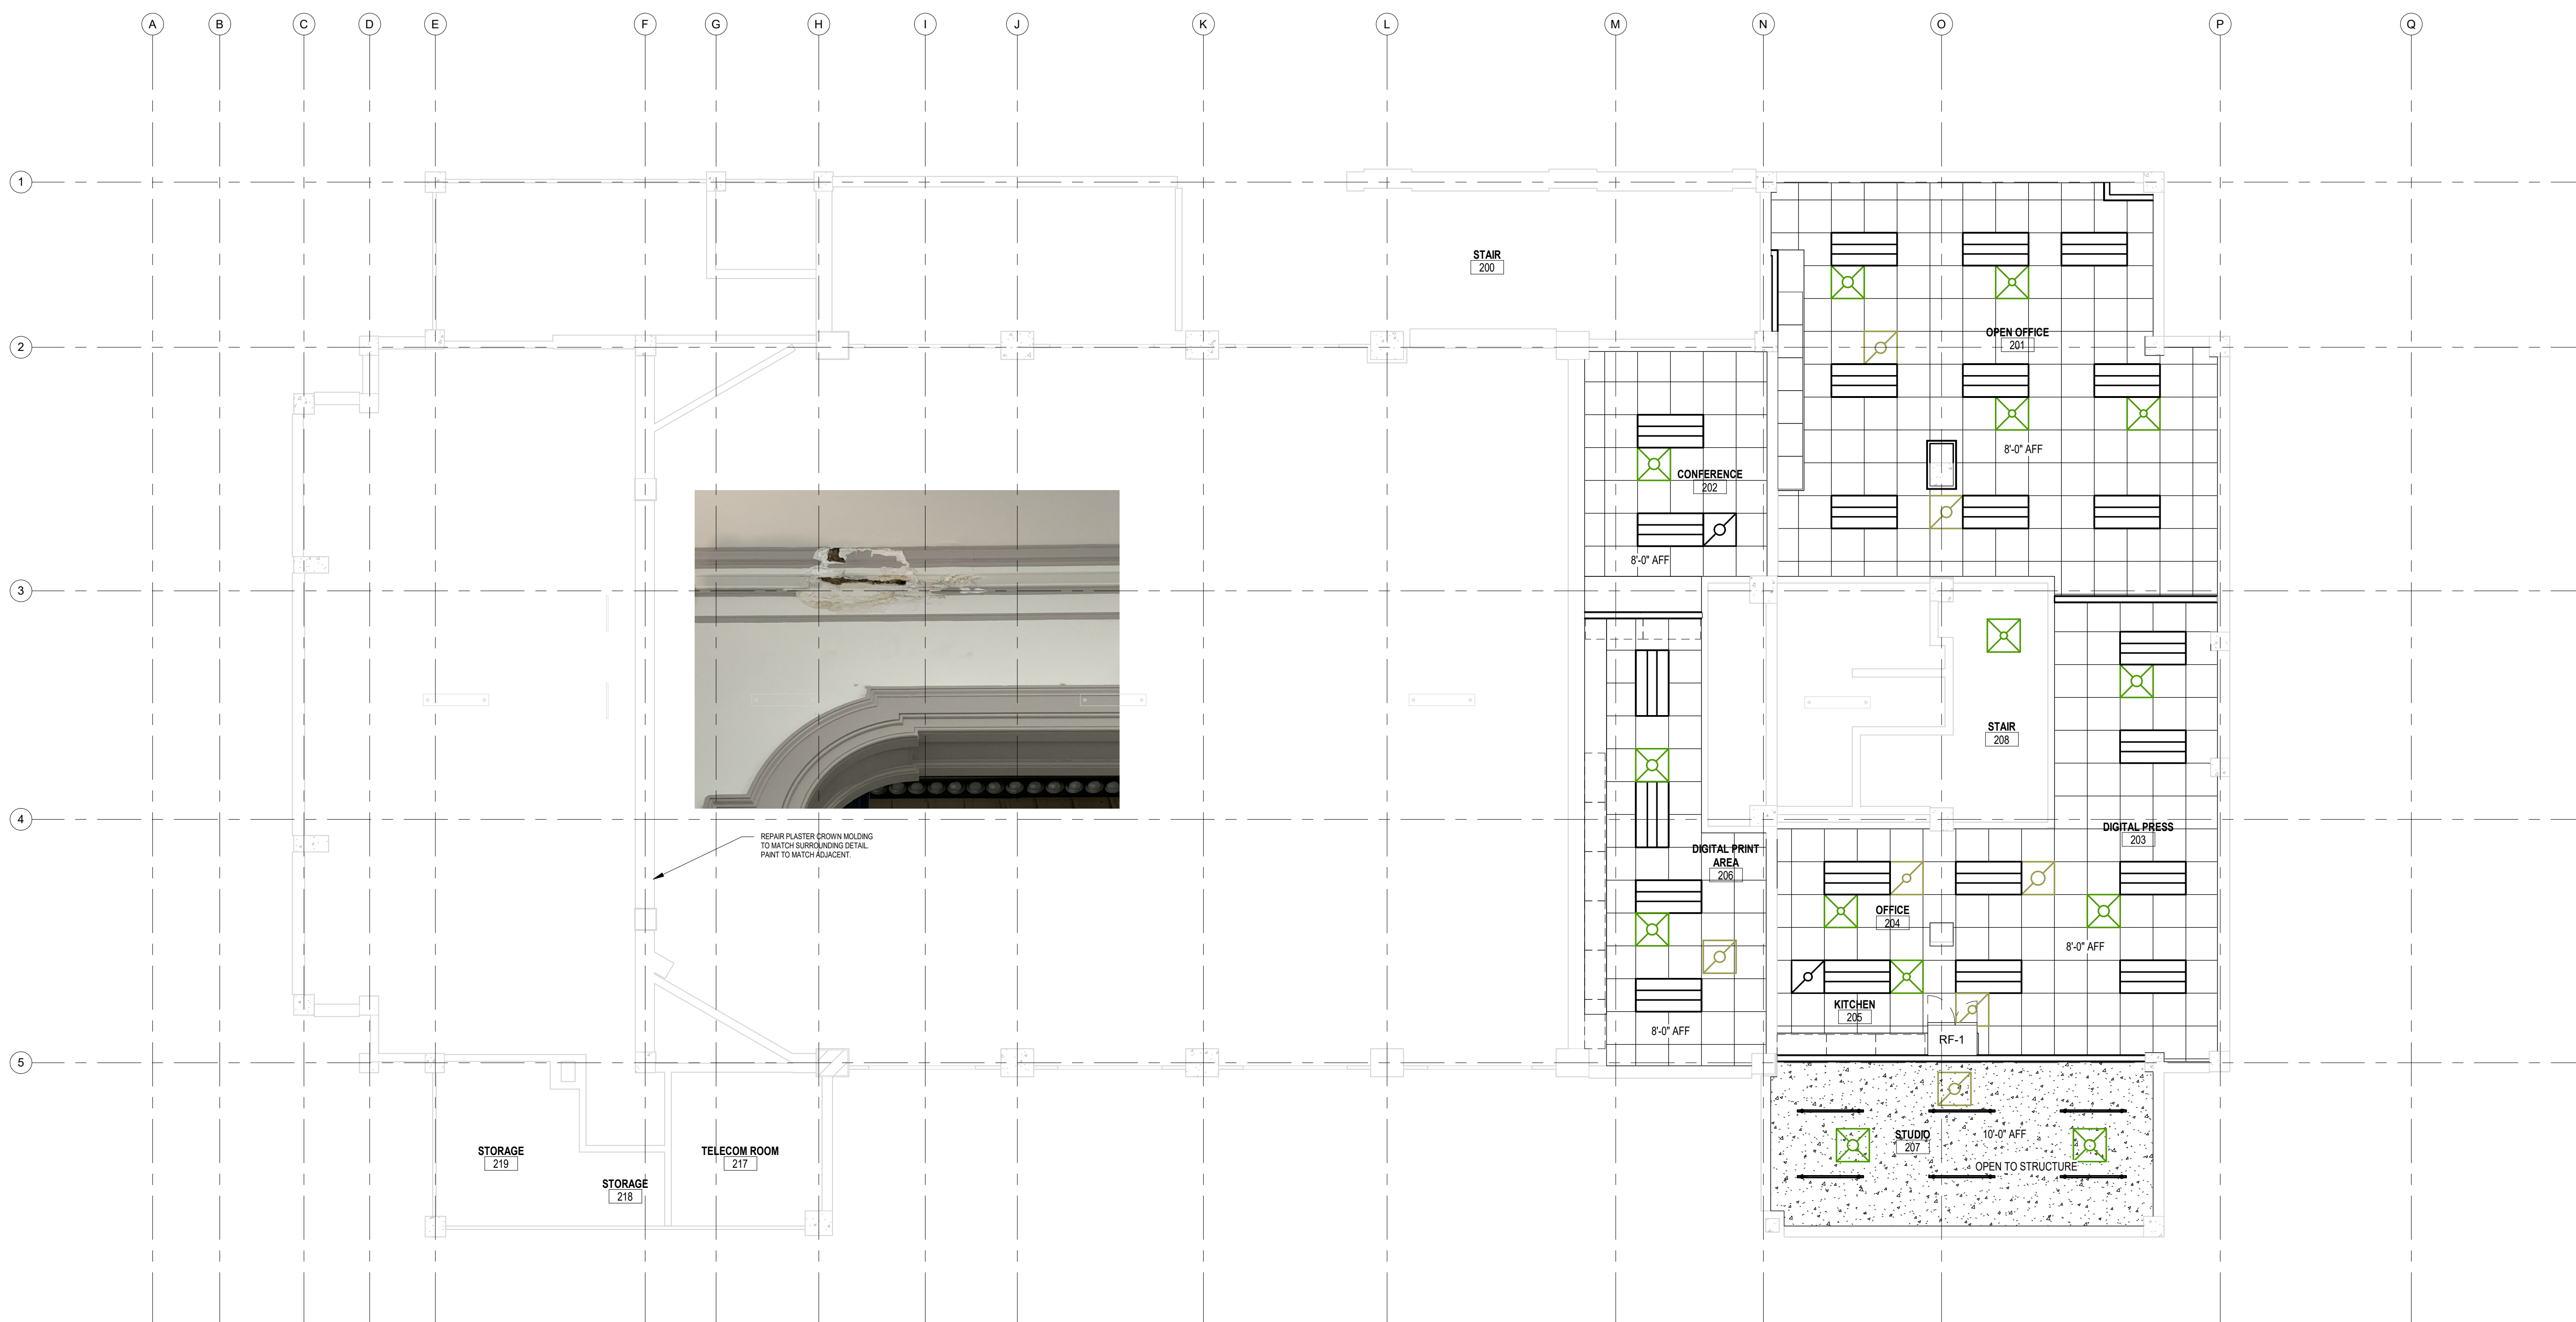 A B C D E F G H I J K L M N O P Q
1
STAIR
200
2
OPEN OFFICE
201
8'-0" AFF
CONFERENCE
202
8'-0" AFF
3
STAIR
208
4
REPAIR PLASTER CROWN MOLDING
TO MATCH SURROUNDING DETAIL.
PAINT TO MATCH ADJACENT.
DIGITAL PRESS
203
DIGITAL PRINT
AREA
206
OFFICE
204
8'-0" AFF
KITCHEN
205
8'-0" AFF
RF-1
5
STUDIO
207
10'-0" AFF
OPEN TO STRUCTURE
STORAGE
219
TELECOM ROOM
217
STORAGE
218